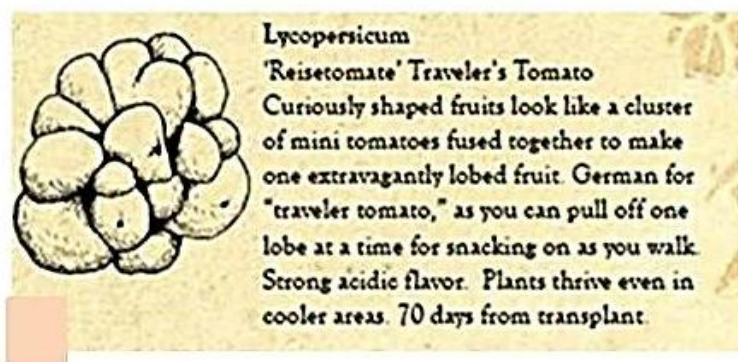 Lycopersicum
'Reisetomate' Traveler's Tomato
Curiously shaped fruits look like a cluster
of mini tomatoes fused together to make
one extravagantly lobed fruit. German for
"traveler tomato," as you can pull off one
lobe at a time for snacking on as you walk.
Strong acidic flavor. Plants thrive even in
cooler areas. 70 days from transplant.